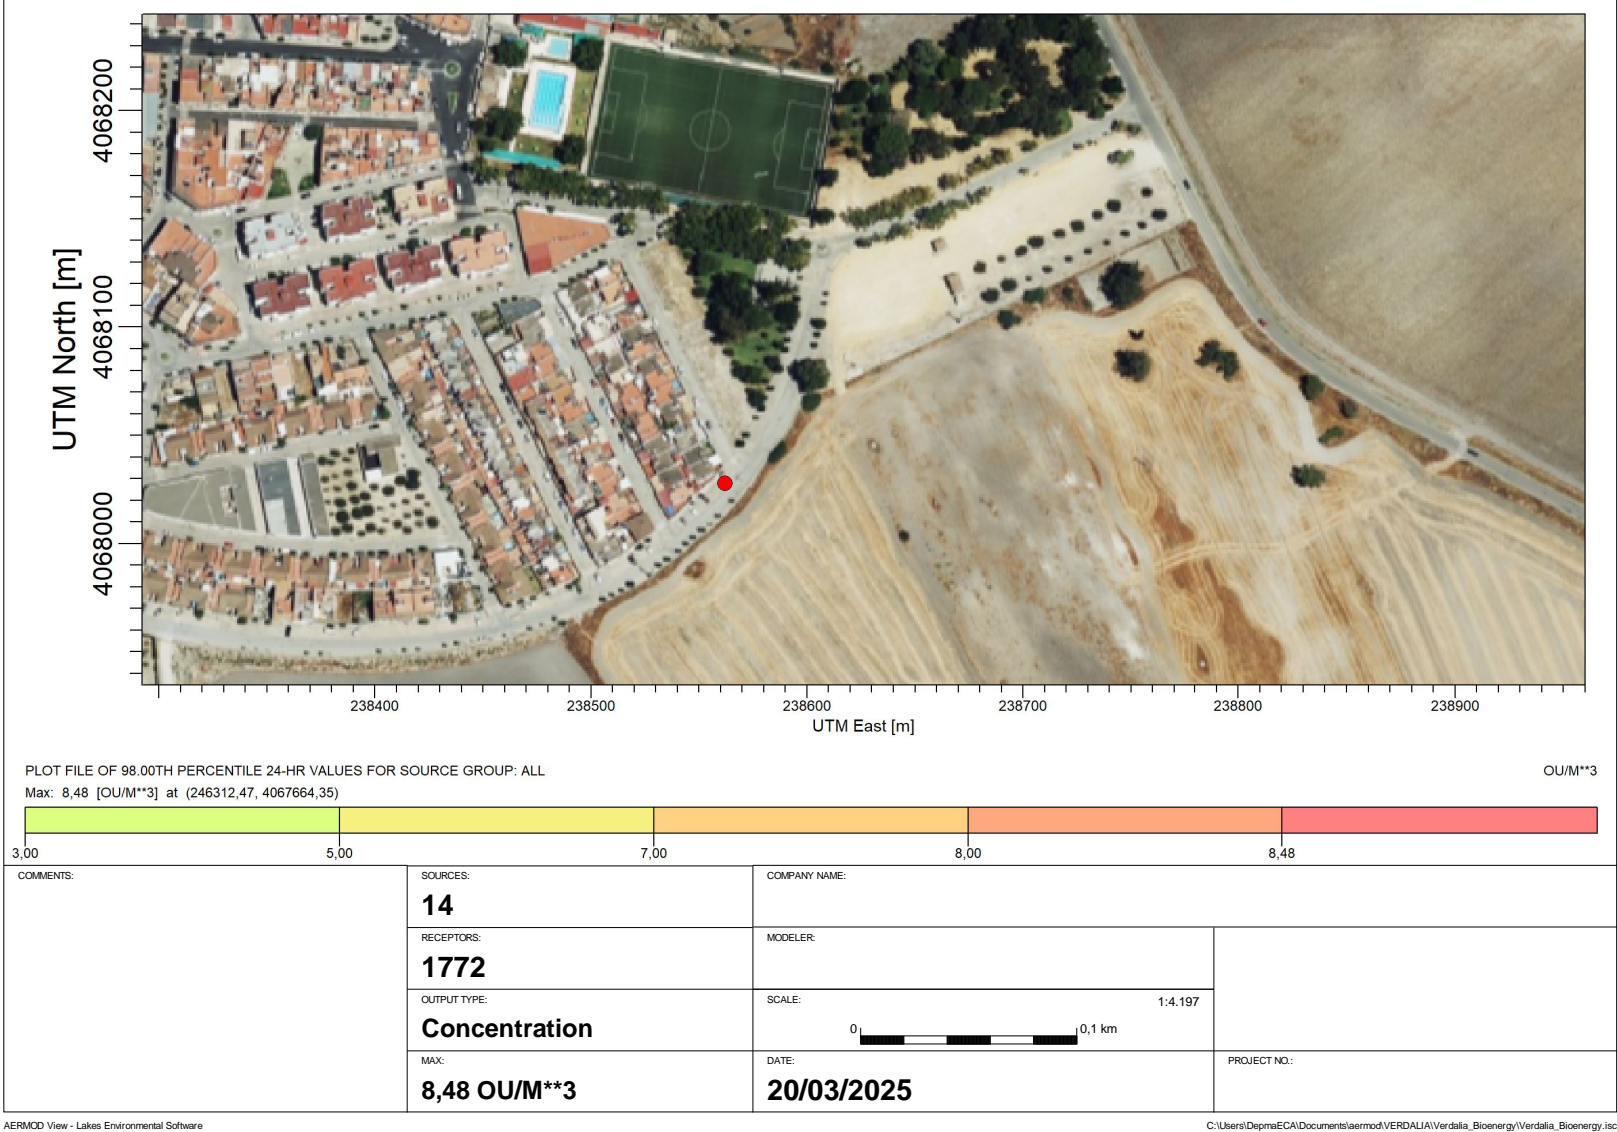 UTM North [m]
4068200
4068100
4068000
238400
238500
238600
238700
238800
238900
UTM East [m]
PLOT FILE OF 98.00TH PERCENTILE 24-HR VALUES FOR SOURCE GROUP: ALL
OU/M**3
Max: 8,48 [OU/M**3] at (246312,47, 4067664,35)
3,00
5,00
7,00
8,00
8,48
COMMENTS:
SOURCES:
14
COMPANY NAME:
RECEPTORS:
1772
MODELER:
OUTPUT TYPE:
Concentration
SCALE:
1:4.197
0
0,1 km
MAX:
8,48 OU/M**3
DATE:
20/03/2025
PROJECT NO.:
AERMOD View - Lakes Environmental Software
C:\Users\DepmaECA\Documents\aermod\VERDALIA\Verdalia_Bioenergy\Verdalia_Bioenergy.isc